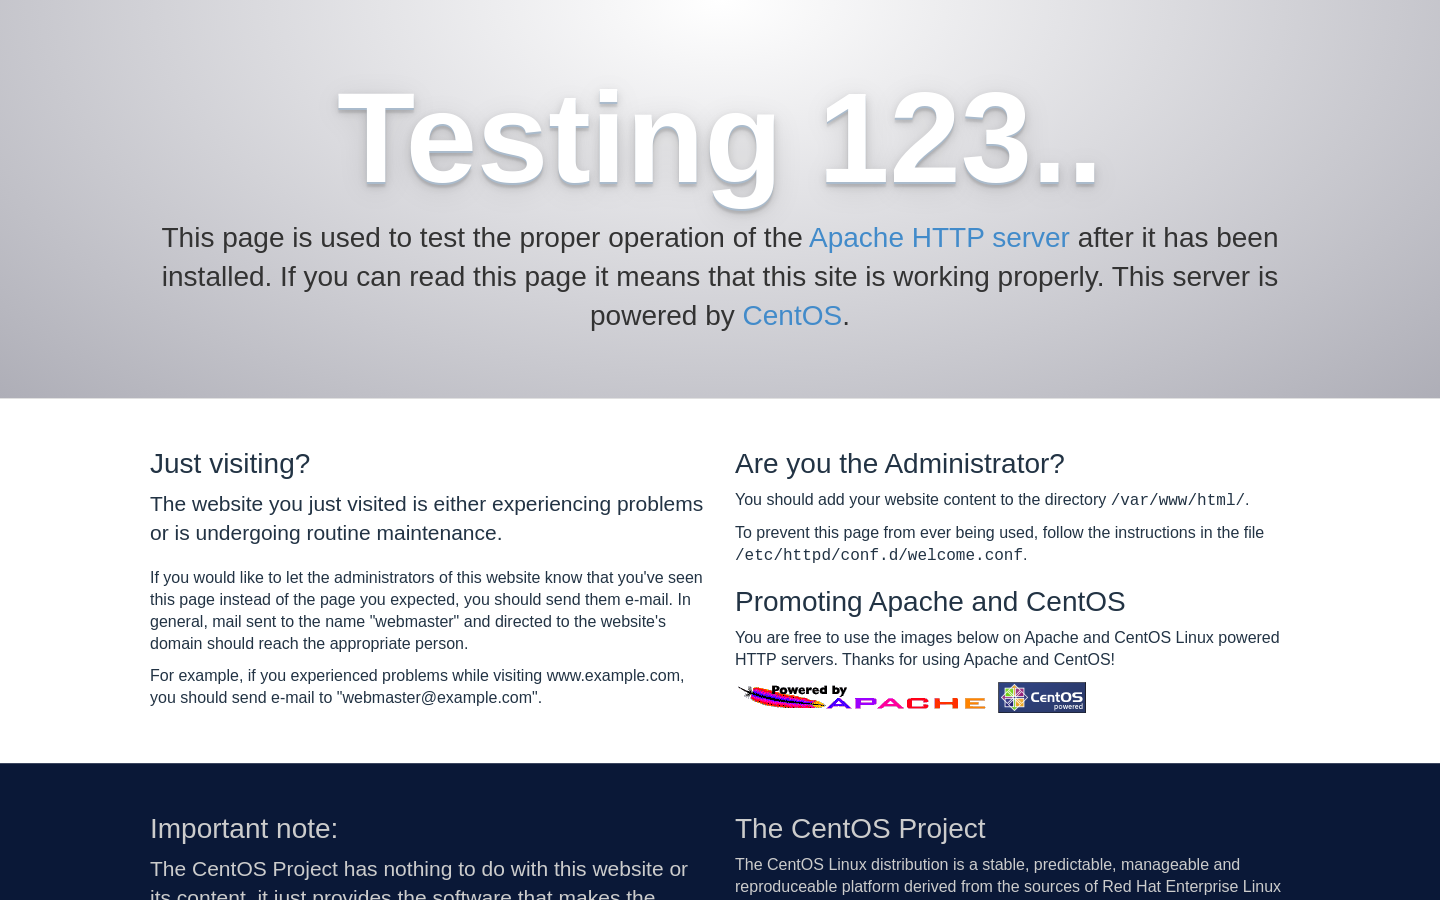 Testing 123..
This page is used to test the proper operation of the Apache HTTP server after it has been
installed. If you can read this page it means that this site is working properly. This server is
powered by CentOS.
Just visiting?
The website you just visited is either experiencing problems
or is undergoing routine maintenance.
If you would like to let the administrators of this website know that you've seen
this page instead of the page you expected, you should send them e-mail. In
general, mail sent to the name "webmaster" and directed to the website's
domain should reach the appropriate person.
For example, if you experienced problems while visiting www.example.com,
you should send e-mail to "webmaster@example.com".
Are you the Administrator?
You should add your website content to the directory /var/www/html/.
To prevent this page from ever being used, follow the instructions in the file
/etc/httpd/conf.d/welcome.conf.
Promoting Apache and CentOS
You are free to use the images below on Apache and CentOS Linux powered
HTTP servers. Thanks for using Apache and CentOS!
Powered by
APACHE
CentOS
powered
Important note:
The CentOS Project has nothing to do with this website or
its content, it just provides the software that makes the
The CentOS Project
The CentOS Linux distribution is a stable, predictable, manageable and
reproduceable platform derived from the sources of Red Hat Enterprise Linux